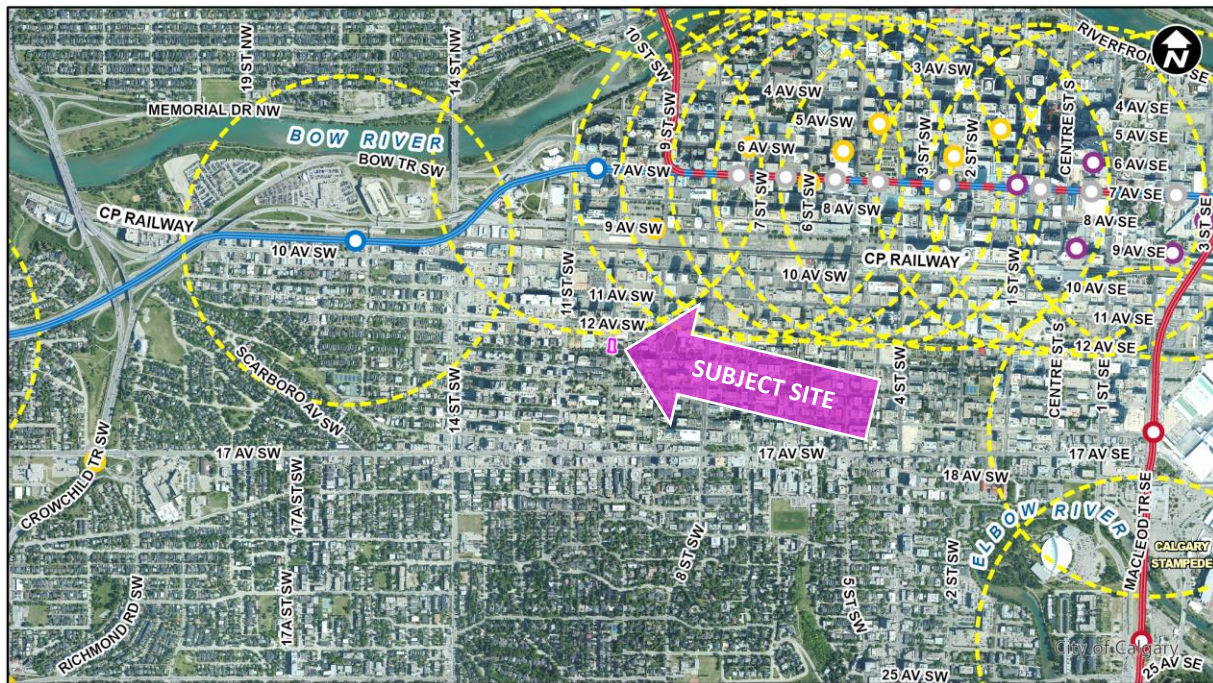 19 ST NW
14 ST NW
10 ST SW
RIVERFRONT
SE
N
MEMORIAL DR NW
BOW RIVER
BOW TR SW
9 ST SW
3 AV SW
4 AV SW
5 AV SW
6 AV SW
7 AV SW
3 ST SW
2 ST SW
CENTRE ST S
4 AV SE
5 AV SE
6 AV SE
7 AV SE
CP RAILWAY
10 AV SW
9 AV SW
7 ST SW
6 ST SW
8 AV SW
8 AV SE
9 AV SE
3 ST SE
CP RAILWAY
11 ST SW
11 AV SW
10 AV SW
1 ST SW
10 AV SE
11 AV SE
12 AV SW
12 AV SE
SUBJECT SITE
SCARBORO AV SW
14 ST SW
4 ST SW
CENTRE ST S
1 ST SE
17 AV SW
17 AV SW
17 AV SE
CROWCHILD TR SW
17A ST SW
18 AV SW
ELBOW RIVER
MACLEOD TR SE
CALGARY
STAMPEDE
8 ST SW
17A ST SW
5 ST SW
2 ST SW
RICHMOND RD SW
City of Calgary
25 AV SW
25 AV SE